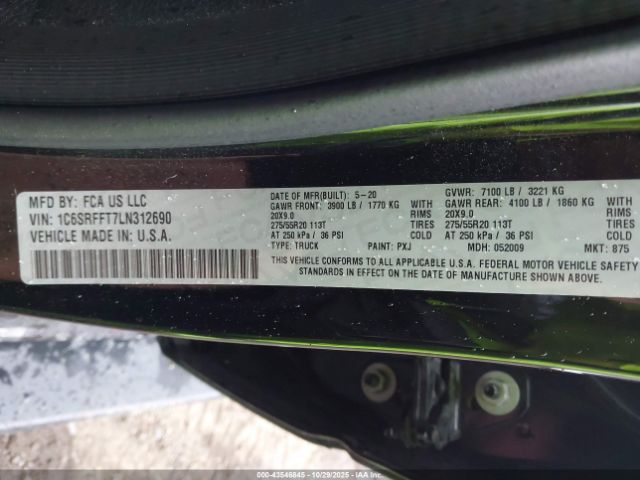 MFD BY: FCA US LLC
VIN: 1C6SRFFT7LN312690
VEHICLE MADE IN: U.S.A.
DATE OF MFR(BUILT): 5-20
GAWR FRONT: 3900 LB / 1770 KG
20X9.0 RIMS
275/55R20 113T TIRES
AT 250 kPa / 36 PSI COLD
TYPE: TRUCK PAINT: PXJ
GVWR: 7100 LB / 3221 KG
GAWR REAR: 4100 LB / 1860 KG
20X9.0 RIMS
275/55R20 113T TIRES
AT 250 kPa / 36 PSI COLD
MDH: 052009 MKT: 875
THIS VEHICLE CONFORMS TO ALL APPLICABLE U.S.A. FEDERAL MOTOR VEHICLE SAFETY
STANDARDS IN EFFECT ON THE DATE OF MANUFACTURE SHOWN ABOVE.
© IAAI - 000-43546845 - 10/29/2025 - IAAI.COM